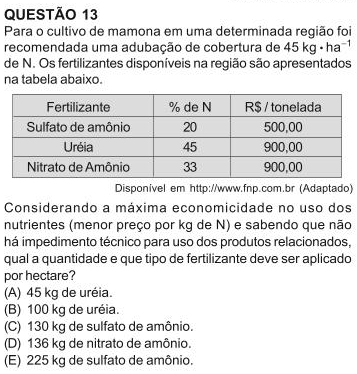 QUESTÃO 13
Para o cultivo de mamona em uma determinada região foi
recomendada uma adubação de cobertura de 45 kg • ha⁻¹
de N. Os fertilizantes disponíveis na região são apresentados
na tabela abaixo.
Fertilizante % de N R$ / tonelada
Sulfato de amônio 20 500,00
Uréia 45 900,00
Nitrato de Amônio 33 900,00
Disponível em http://www.fnp.com.br (Adaptado)
Considerando a máxima economicidade no uso dos
nutrientes (menor preço por kg de N) e sabendo que não
há impedimento técnico para uso dos produtos relacionados,
qual a quantidade e que tipo de fertilizante deve ser aplicado
por hectare?
(A) 45 kg de uréia.
(B) 100 kg de uréia.
(C) 130 kg de sulfato de amônio.
(D) 136 kg de nitrato de amônio.
(E) 225 kg de sulfato de amônio.